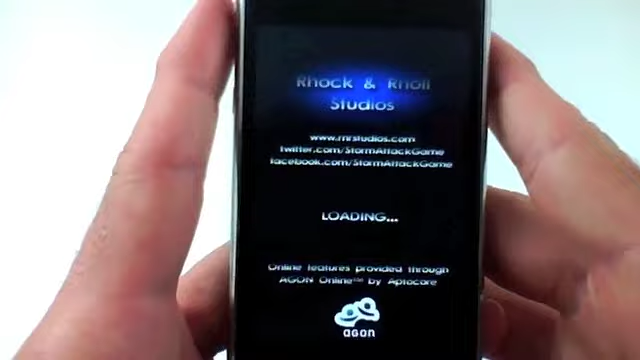 Rhock & Rholl
Studios
www.rnrstudios.com
twitter.com/StormAttackGame
facebook.com/StormAttackGame
LOADING...
Online features provided through
AGON Online℠ by Aptocore
agon